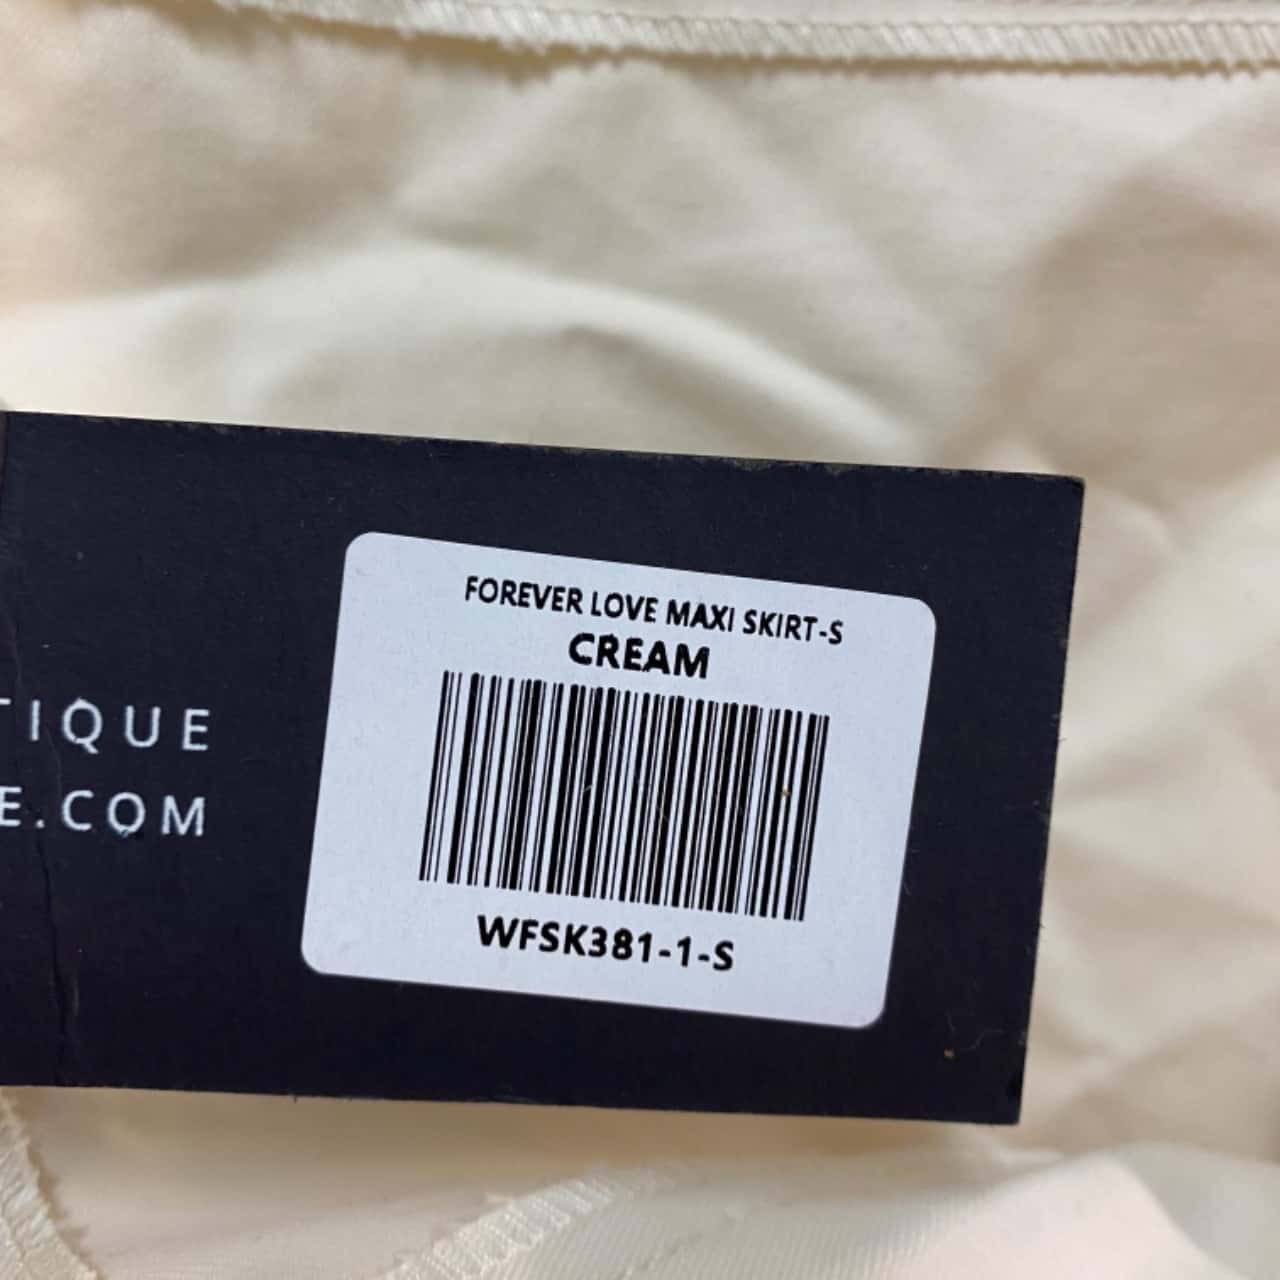 FOREVER LOVE MAXI SKIRT-S
CREAM
WFSK381-1-S
TIQUE
E.COM